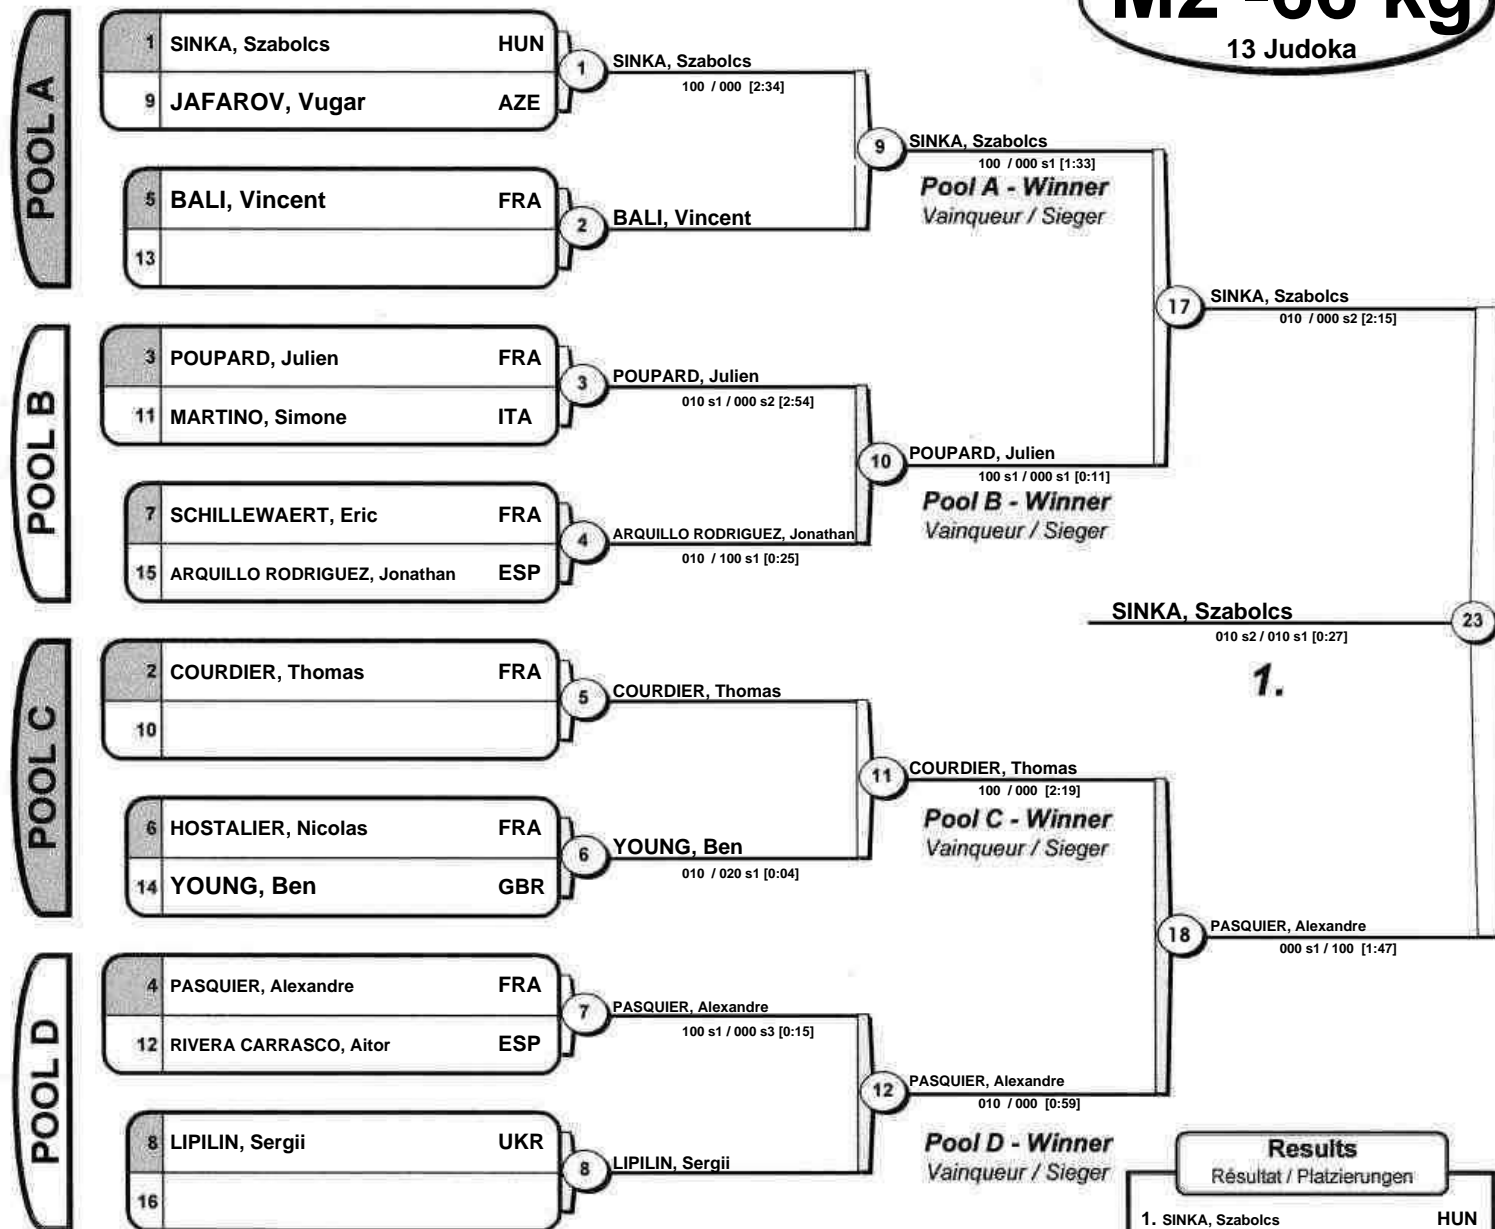 M2 -66 kg
13 Judoka
POOL A
1 SINKA, Szabolcs HUN
9 JAFAROV, Vugar AZE
1
SINKA, Szabolcs
100 / 000 [2:34]
5 BALI, Vincent FRA
13
2
BALI, Vincent
9
SINKA, Szabolcs
100 / 000 s1 [1:33]
Pool A - Winner
Vainqueur / Sieger
POOL B
3 POUPARD, Julien FRA
11 MARTINO, Simone ITA
3
POUPARD, Julien
010 s1 / 000 s2 [2:54]
7 SCHILLEWAERT, Eric FRA
15 ARQUILLO RODRIGUEZ, Jonathan ESP
4
ARQUILLO RODRIGUEZ, Jonathan
010 / 100 s1 [0:25]
10
POUPARD, Julien
100 s1 / 000 s1 [0:11]
Pool B - Winner
Vainqueur / Sieger
17
SINKA, Szabolcs
010 / 000 s2 [2:15]
SINKA, Szabolcs
23
010 s2 / 010 s1 [0:27]
1.
POOL C
2 COURDIER, Thomas FRA
10
5
COURDIER, Thomas
6 HOSTALIER, Nicolas FRA
14 YOUNG, Ben GBR
6
YOUNG, Ben
010 / 020 s1 [0:04]
11
COURDIER, Thomas
100 / 000 [2:19]
Pool C - Winner
Vainqueur / Sieger
POOL D
4 PASQUIER, Alexandre FRA
12 RIVERA CARRASCO, Aitor ESP
7
PASQUIER, Alexandre
100 s1 / 000 s3 [0:15]
8 LIPILIN, Sergii UKR
16
8
LIPILIN, Sergii
12
PASQUIER, Alexandre
010 / 000 [0:59]
Pool D - Winner
Vainqueur / Sieger
18
PASQUIER, Alexandre
000 s1 / 100 [1:47]
Results
Résultat / Platzierungen
1. SINKA, Szabolcs HUN